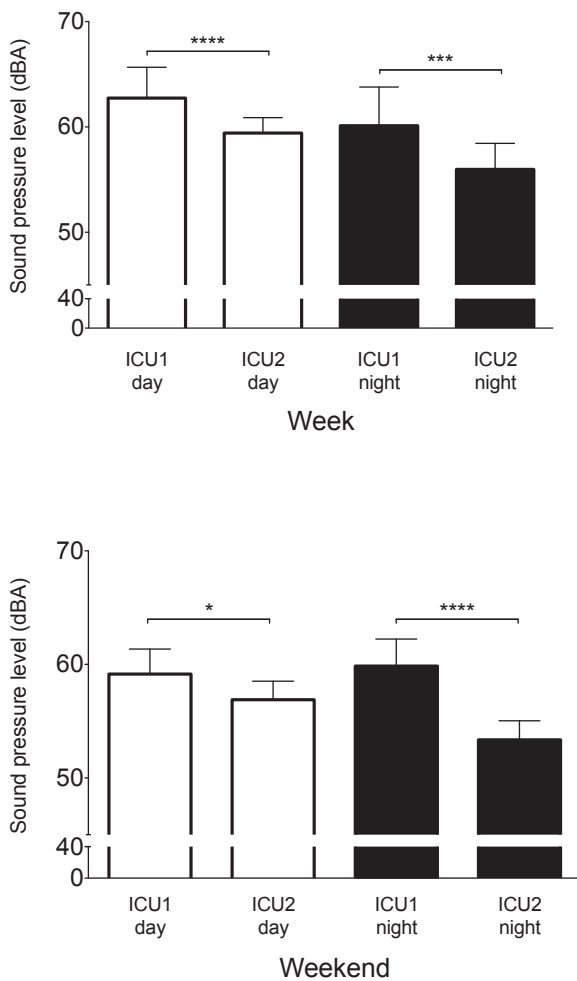 Sound pressure level (dBA)
70
60
50
40
0
****
***
ICU1
day
ICU2
day
ICU1
night
ICU2
night
Week
Sound pressure level (dBA)
70
60
50
40
0
*
****
ICU1
day
ICU2
day
ICU1
night
ICU2
night
Weekend